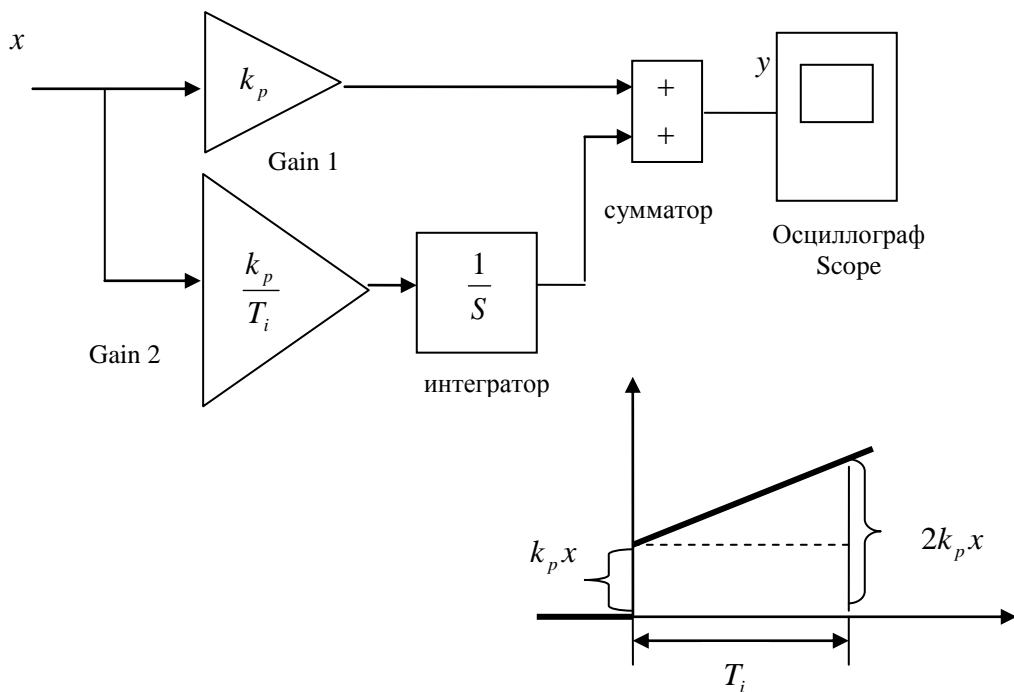 x
k_p
y
+
+
Gain 1
сумматор
Осциллограф
Scope
k_p
T_i
1
S
Gain 2
интегратор
k_p x
2k_p x
T_i